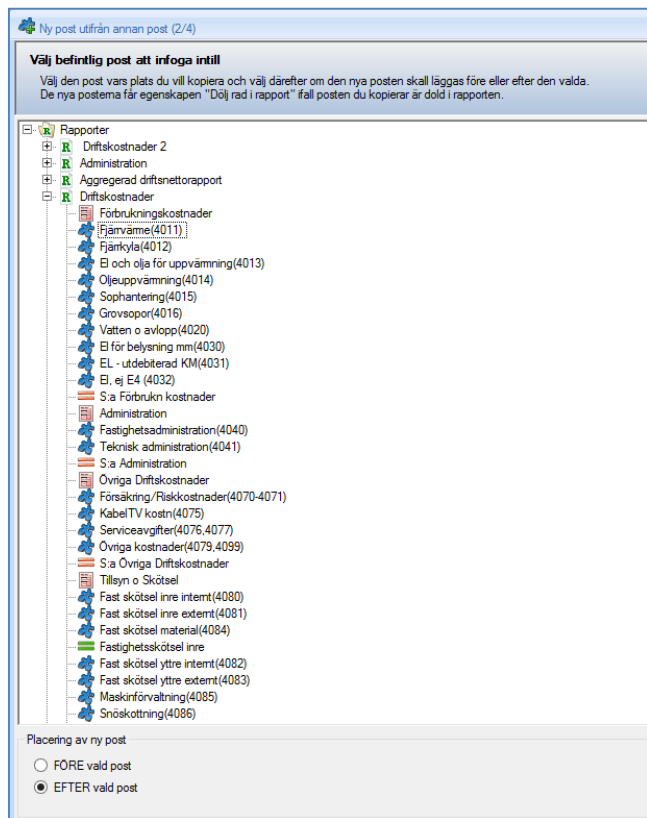 Ny post utifrån annan post (2/4)
Välj befintlig post att infoga intill
Välj den post vars plats du vill kopiera och välj därefter om den nya posten skall läggas före eller efter den valda.
De nya posterna får egenskapen "Dölj rad i rapport" ifall posten du kopierar är dold i rapporten.
Rapporter
Driftskostnader 2
Administration
Aggregerad driftsnettorapport
Driftskostnader
Förbrukningskostnader
Fjärrvärme(4011)
Fjärrkyla(4012)
El och olja för uppvärmning(4013)
Oljeuppvärmning(4014)
Sophantering(4015)
Grovsopor(4016)
Vatten o avlopp(4020)
El för belysning mm(4030)
EL - utdebiterad KM(4031)
El, ej E4 (4032)
S:a Förbrukn kostnader
Administration
Fastighetsadministration(4040)
Teknisk administration(4041)
S:a Administration
Övriga Driftskostnader
Försäkring/Riskkostnader(4070-4071)
KabelTV kostn(4075)
Serviceavgifter(4076,4077)
Övriga kostnader(4079,4099)
S:a Övriga Driftskostnader
Tillsyn o Skötsel
Fast skötsel inre internt(4080)
Fast skötsel inre externt(4081)
Fast skötsel material(4084)
Fastighetsskötsel inre
Fast skötsel yttre internt(4082)
Fast skötsel yttre externt(4083)
Maskinförvaltning(4085)
Snöskottning(4086)
Placering av ny post
FÖRE vald post
EFTER vald post